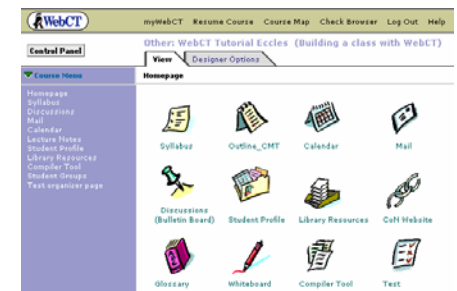 WebCT
myWebCT Resume Course Course Map Check Browser Log Out Help
Control Panel
Other: WebCT Tutorial Eccles (Building a class with WebCT)
View Designer Options
Course Menu
Homepage
Homepage
Syllabus
Discussions
Mail
Calendar
Lecture Notes
Student Profile
Library Resources
Compiler Tool
Student Groups
Test organizer page
Syllabus Outline_CMT Calendar Mail
Discussions
(Bulletin Board) Student Profile Library Resources CoN Website
Glossary Whiteboard Compiler Tool Test